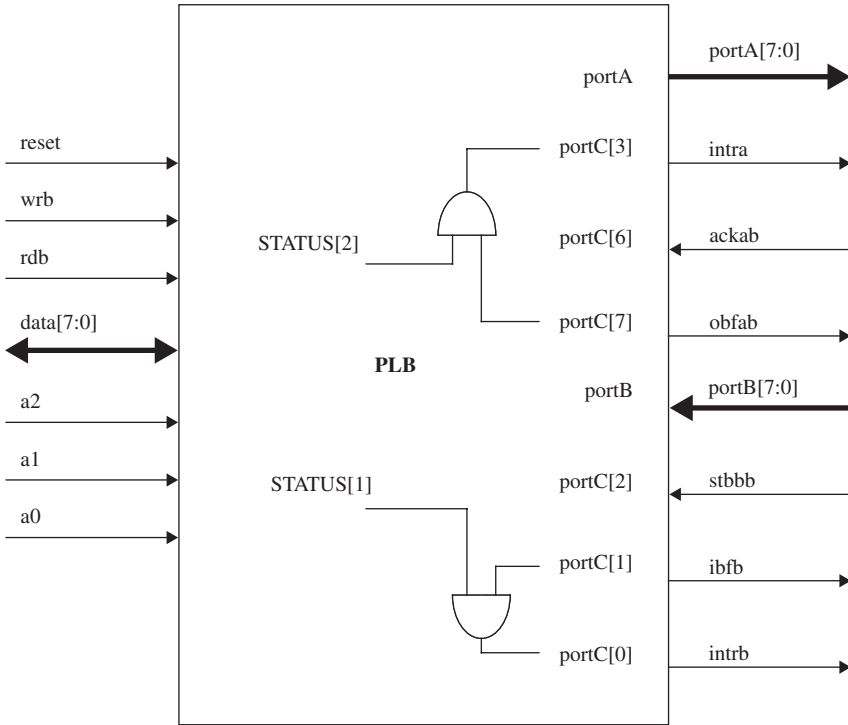 reset
wrb
rdb
data[7:0]
a2
a1
a0
STATUS[2]
PLB
STATUS[1]
portA
portC[3]
portC[6]
portC[7]
portB
portC[2]
portC[1]
portC[0]
portA[7:0]
intra
ackab
obfab
portB[7:0]
stbbb
ibfb
intrb